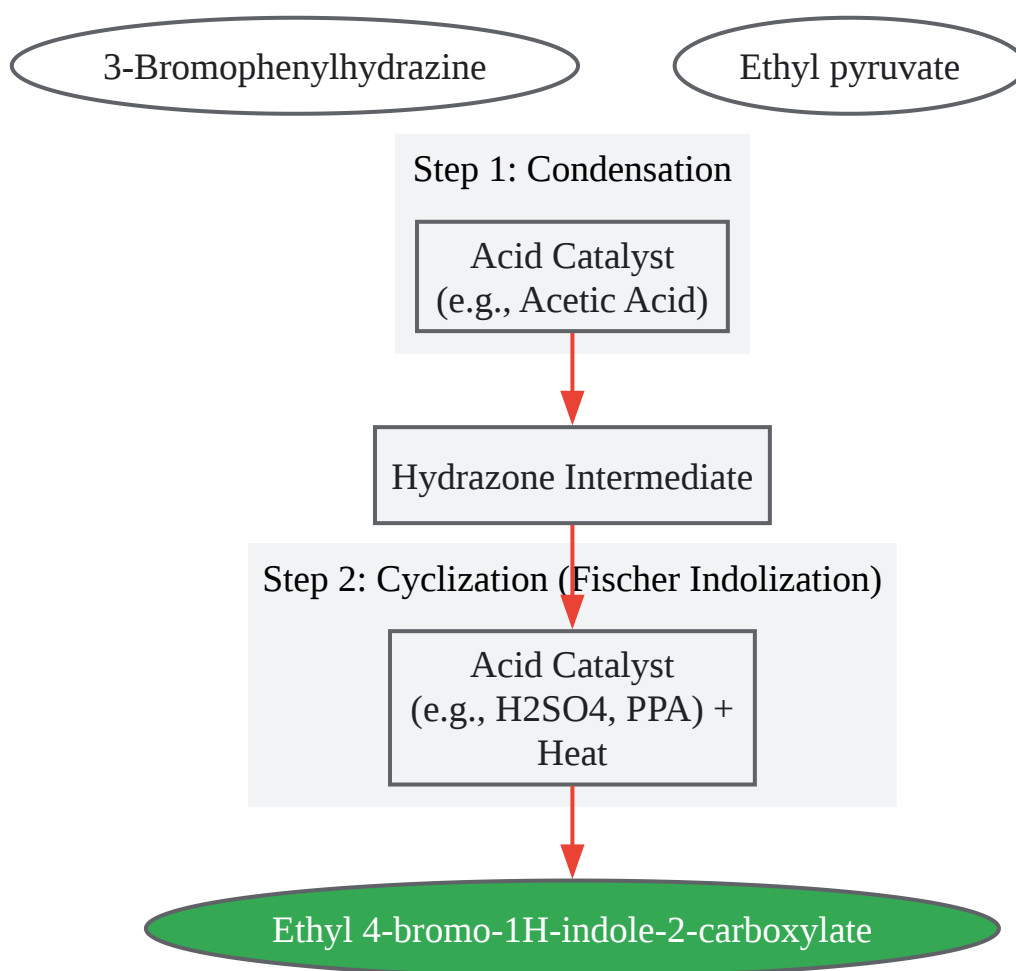 3-Bromophenylhydrazine
Ethyl pyruvate
Step 1: Condensation
Acid Catalyst
(e.g., Acetic Acid)
Hydrazone Intermediate
Step 2: Cyclization (Fischer Indolization)
Acid Catalyst
(e.g., H2SO4, PPA) +
Heat
Ethyl 4-bromo-1H-indole-2-carboxylate